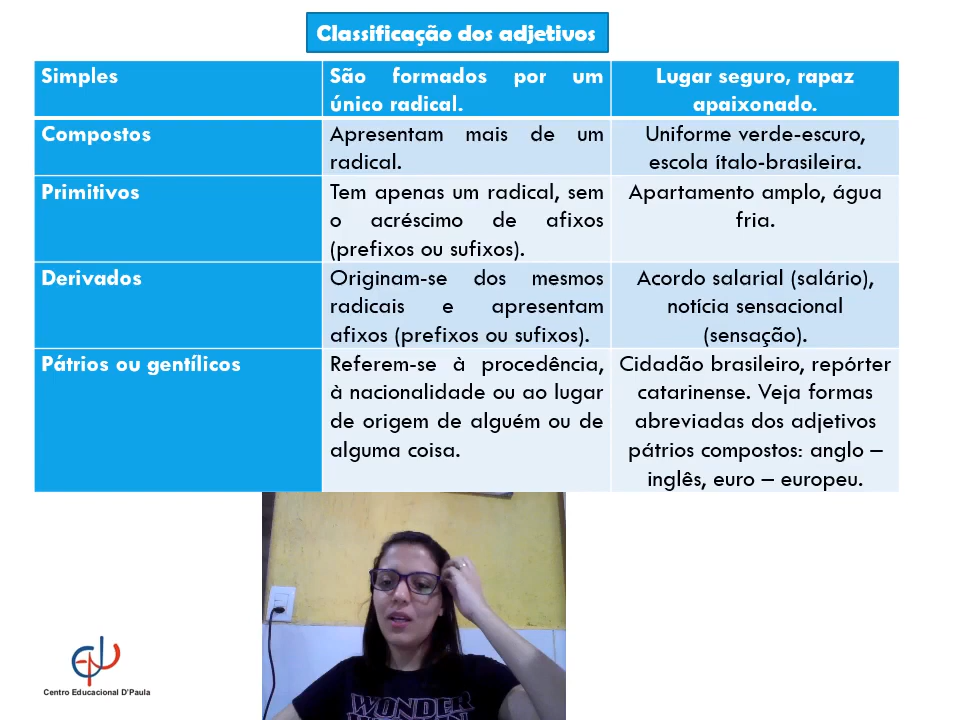 Classificação dos adjetivos
Simples
São formados por um
único radical.
Lugar seguro, rapaz
apaixonado.
Compostos
Apresentam mais de um
radical.
Uniforme verde-escuro,
escola ítalo-brasileira.
Primitivos
Tem apenas um radical, sem
o acréscimo de afixos
(prefixos ou sufixos).
Apartamento amplo, água
fria.
Derivados
Originam-se dos mesmos
radicais e apresentam
afixos (prefixos ou sufixos).
Acordo salarial (salário),
notícia sensacional
(sensação).
Pátrios ou gentílicos
Referem-se à procedência,
à nacionalidade ou ao lugar
de origem de alguém ou de
alguma coisa.
Cidadão brasileiro, repórter
catarinense. Veja formas
abreviadas dos adjetivos
pátrios compostos: anglo –
inglês, euro – europeu.
WONDER
Centro Educacional D'Paula